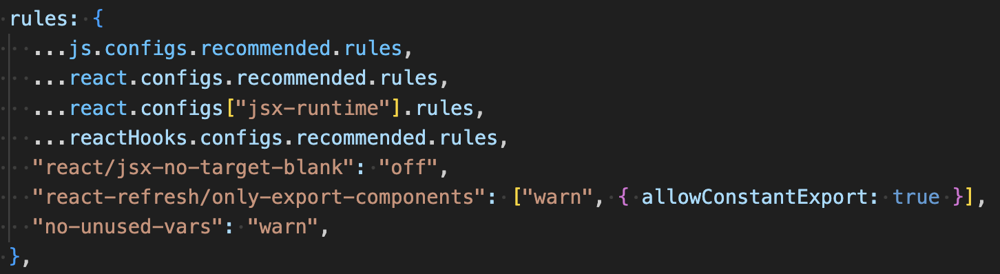 rules: {
...js.configs.recommended.rules,
...react.configs.recommended.rules,
...react.configs["jsx-runtime"].rules,
...reactHooks.configs.recommended.rules,
"react/jsx-no-target-blank": "off",
"react-refresh/only-export-components": ["warn", { allowConstantExport: true }],
"no-unused-vars": "warn",
},